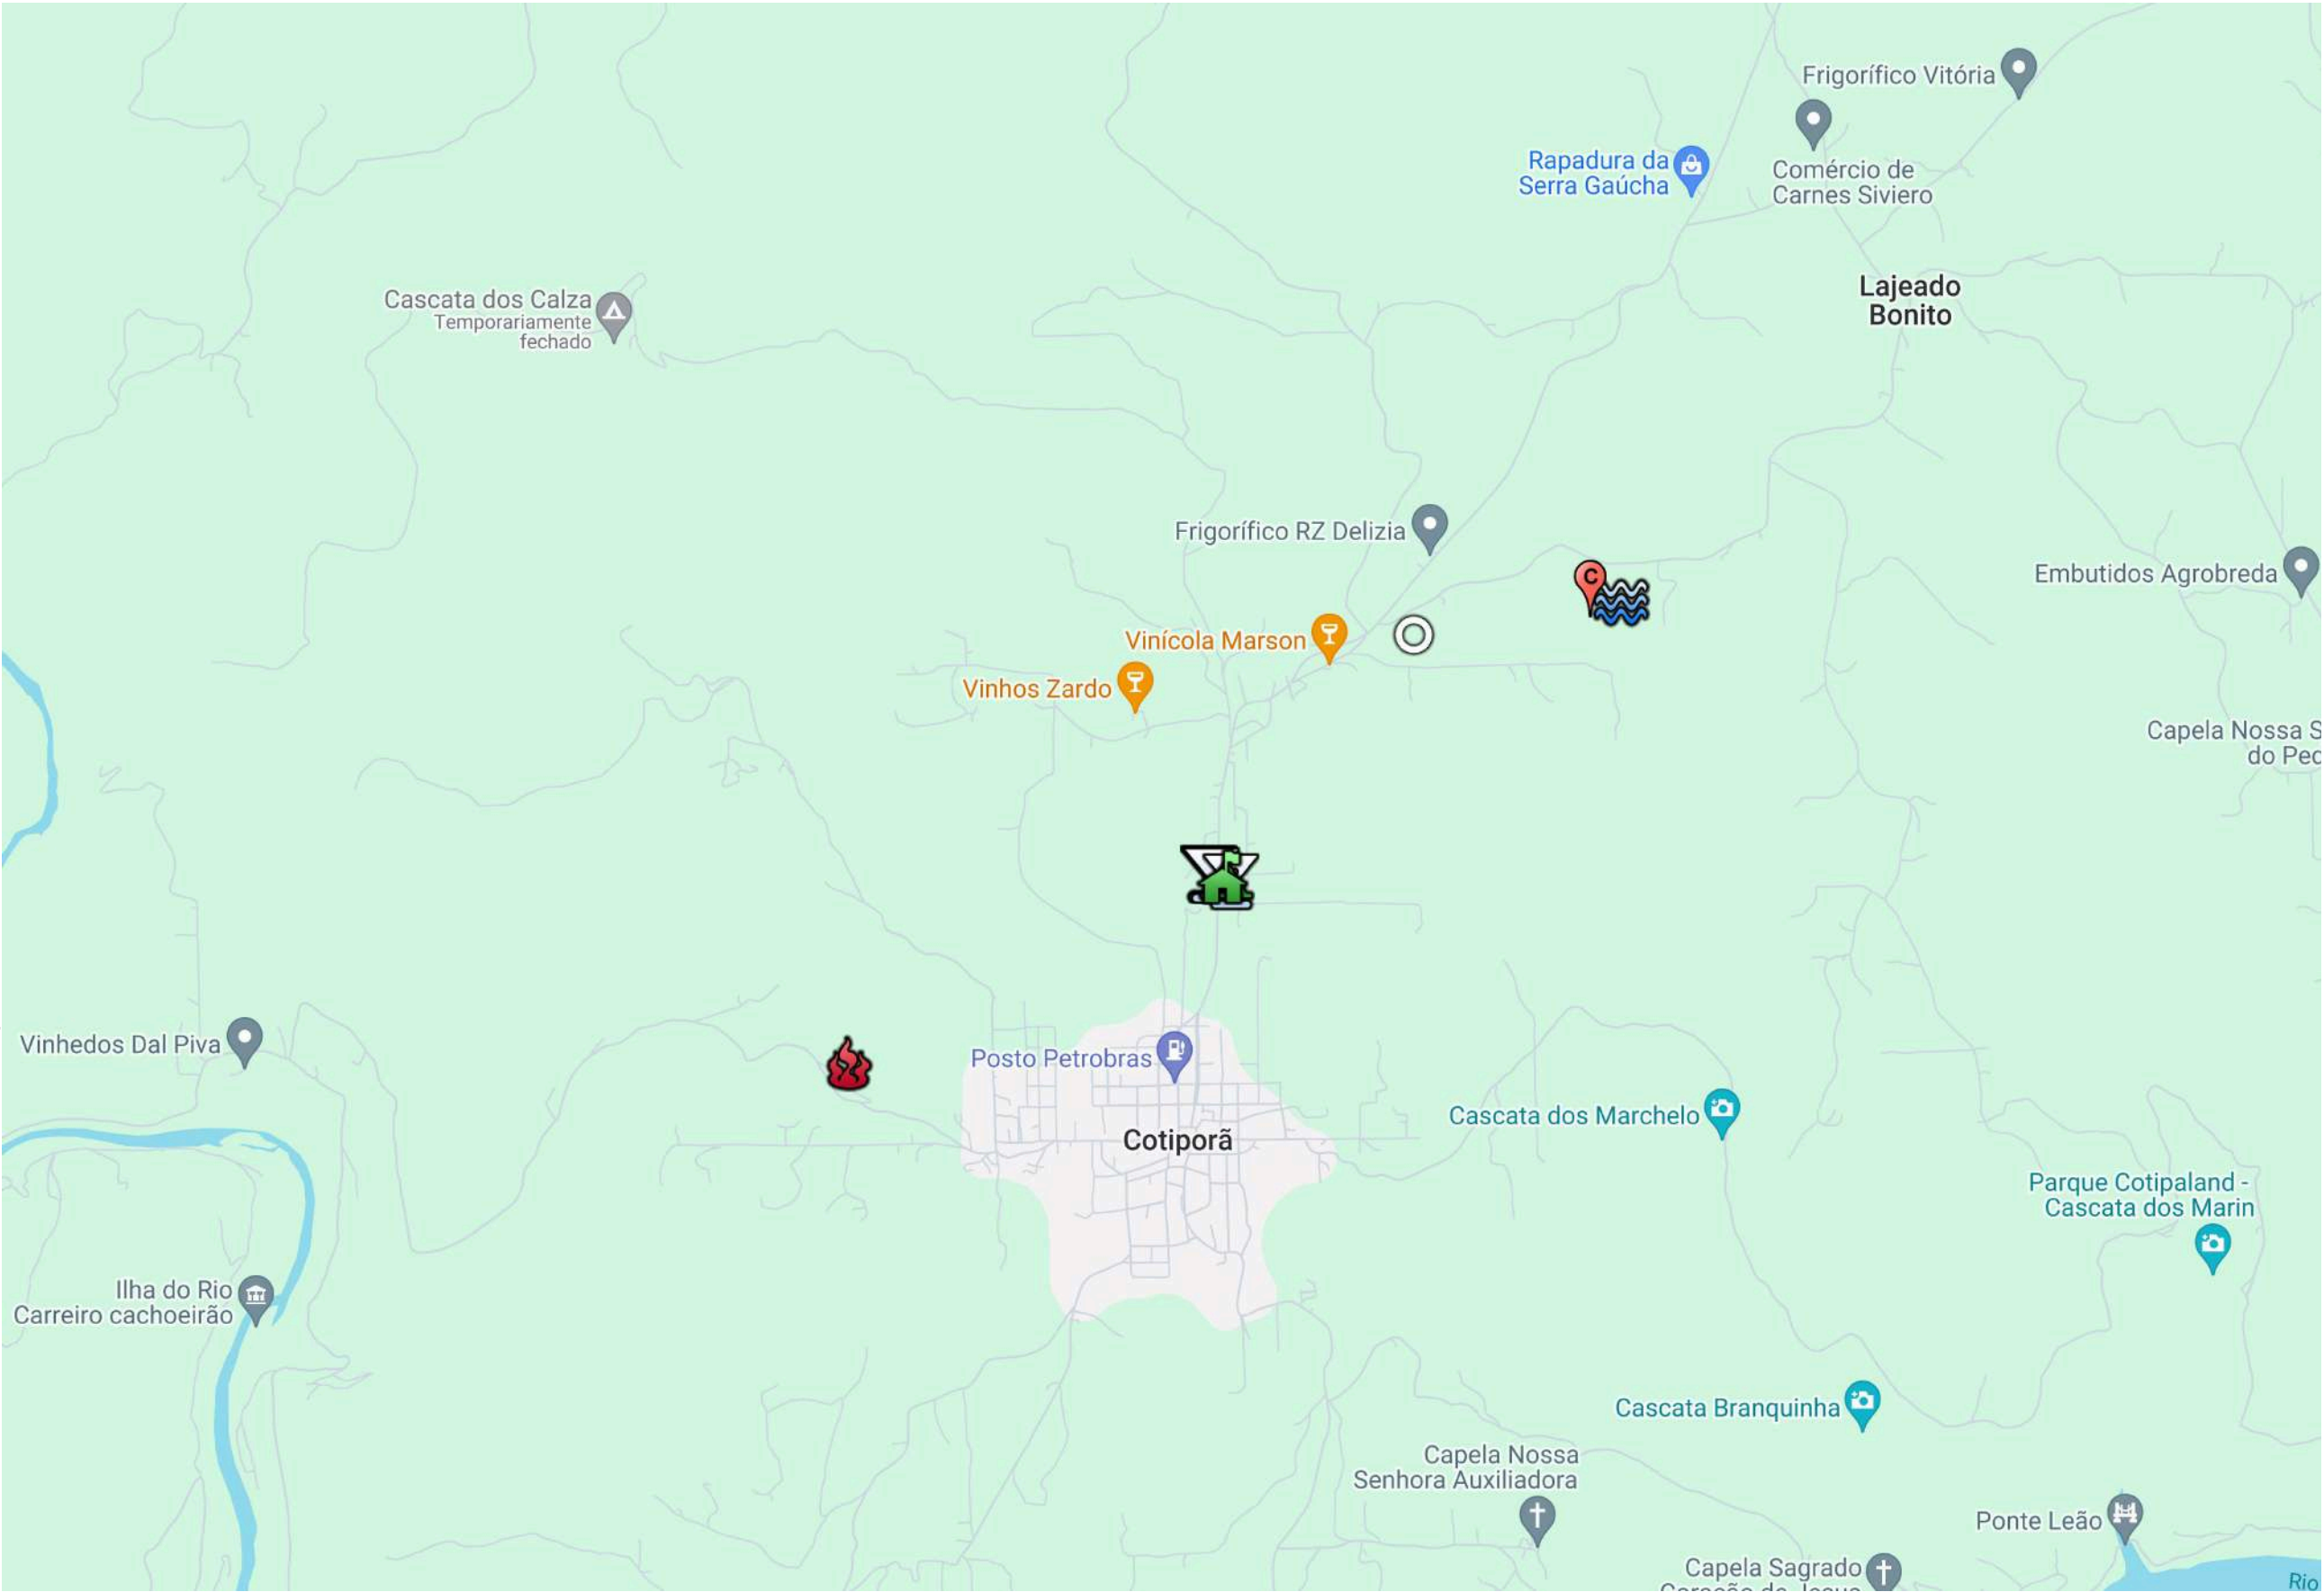 Frigorífico Vitória
Rapadura da
Serra Gaúcha
Comércio de
Carnes Siviero
Lajeado
Bonito
Cascata dos Calza
Temporariamente
fechado
Frigorífico RZ Delizia
C
Embutidos Agrobreda
Vinícola Marson
Vinhos Zardo
Capela Nossa S
do Ped
Vinhedos Dal Piva
Posto Petrobras
Cotiporã
Cascata dos Marchelo
Parque Cotipaland -
Cascata dos Marin
Ilha do Rio
Carreiro cachoeirão
Cascata Branquinha
Capela Nossa
Senhora Auxiliadora
Ponte Leão
Capela Sagrado
Rio